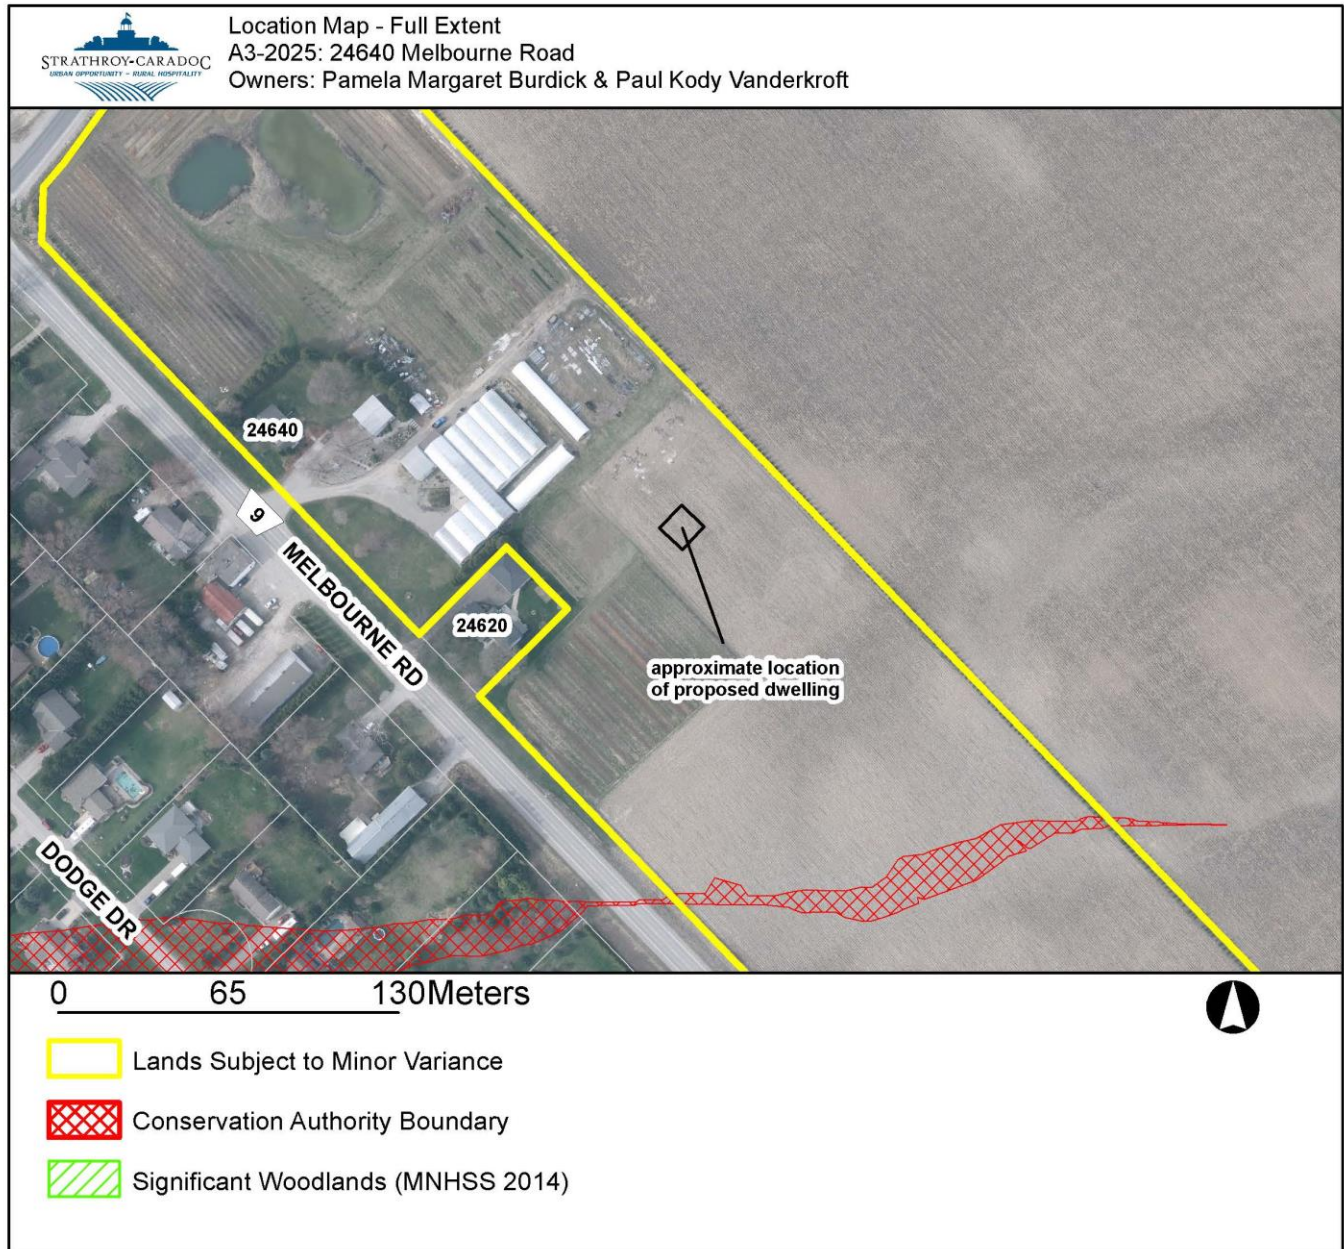 STRATHROY-CARADOC
URBAN OPPORTUNITY ~ RURAL HOSPITALITY
Location Map - Full Extent
A3-2025: 24640 Melbourne Road
Owners: Pamela Margaret Burdick & Paul Kody Vanderkroft
24640
9
MELBOURNE RD
24620
approximate location
of proposed dwelling
DODGE DR
0 65 130Meters
Lands Subject to Minor Variance
Conservation Authority Boundary
Significant Woodlands (MNHSS 2014)